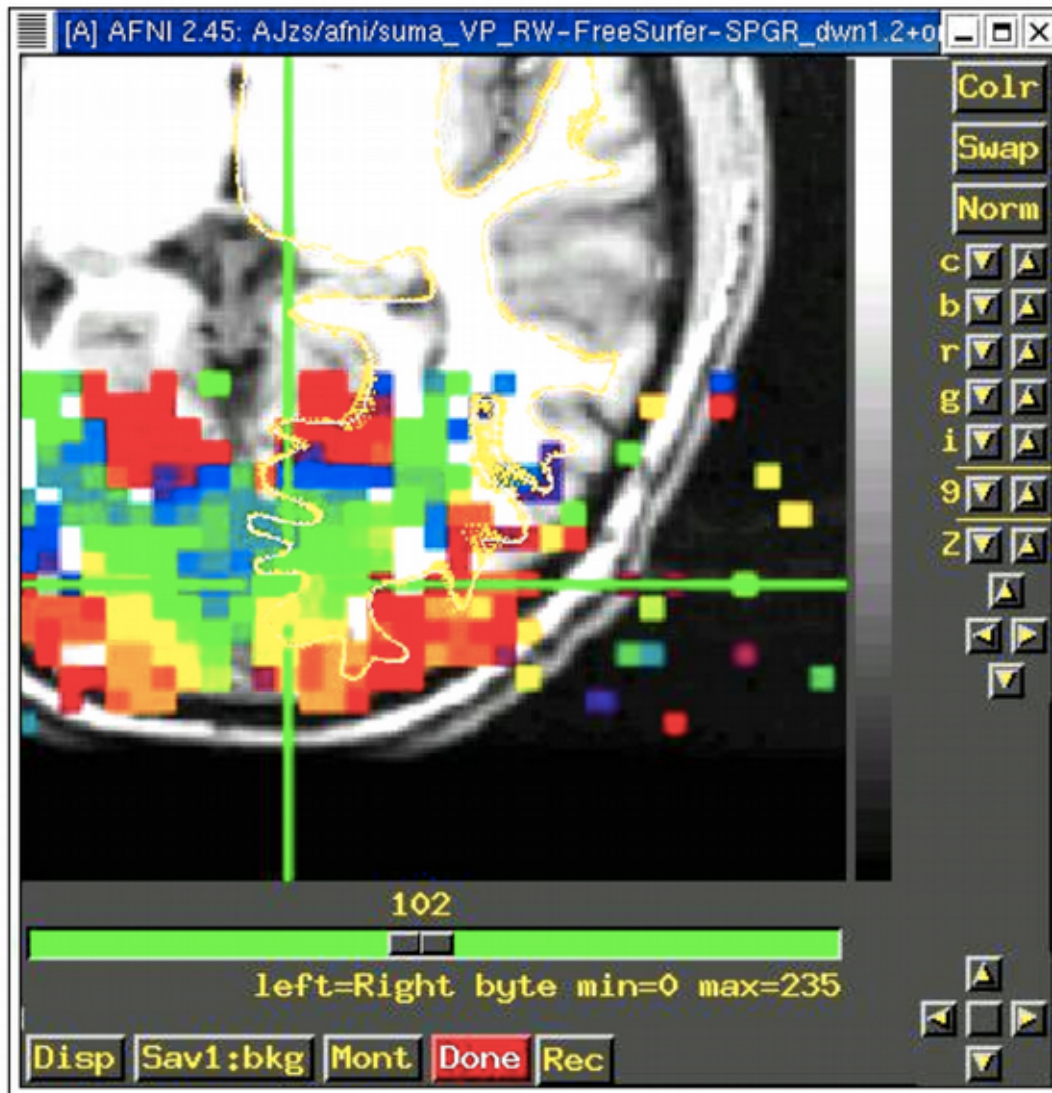 [A] AFNI 2.45: AJzs/afni/suma_VP_RW-FreeSurfer-SPGR_dwn1.2+or
Colr
Swap
Norm
c
b
r
g
i
9
Z
102
left=Right byte min=0 max=235
Disp Sav1:bkg Mont Done Rec